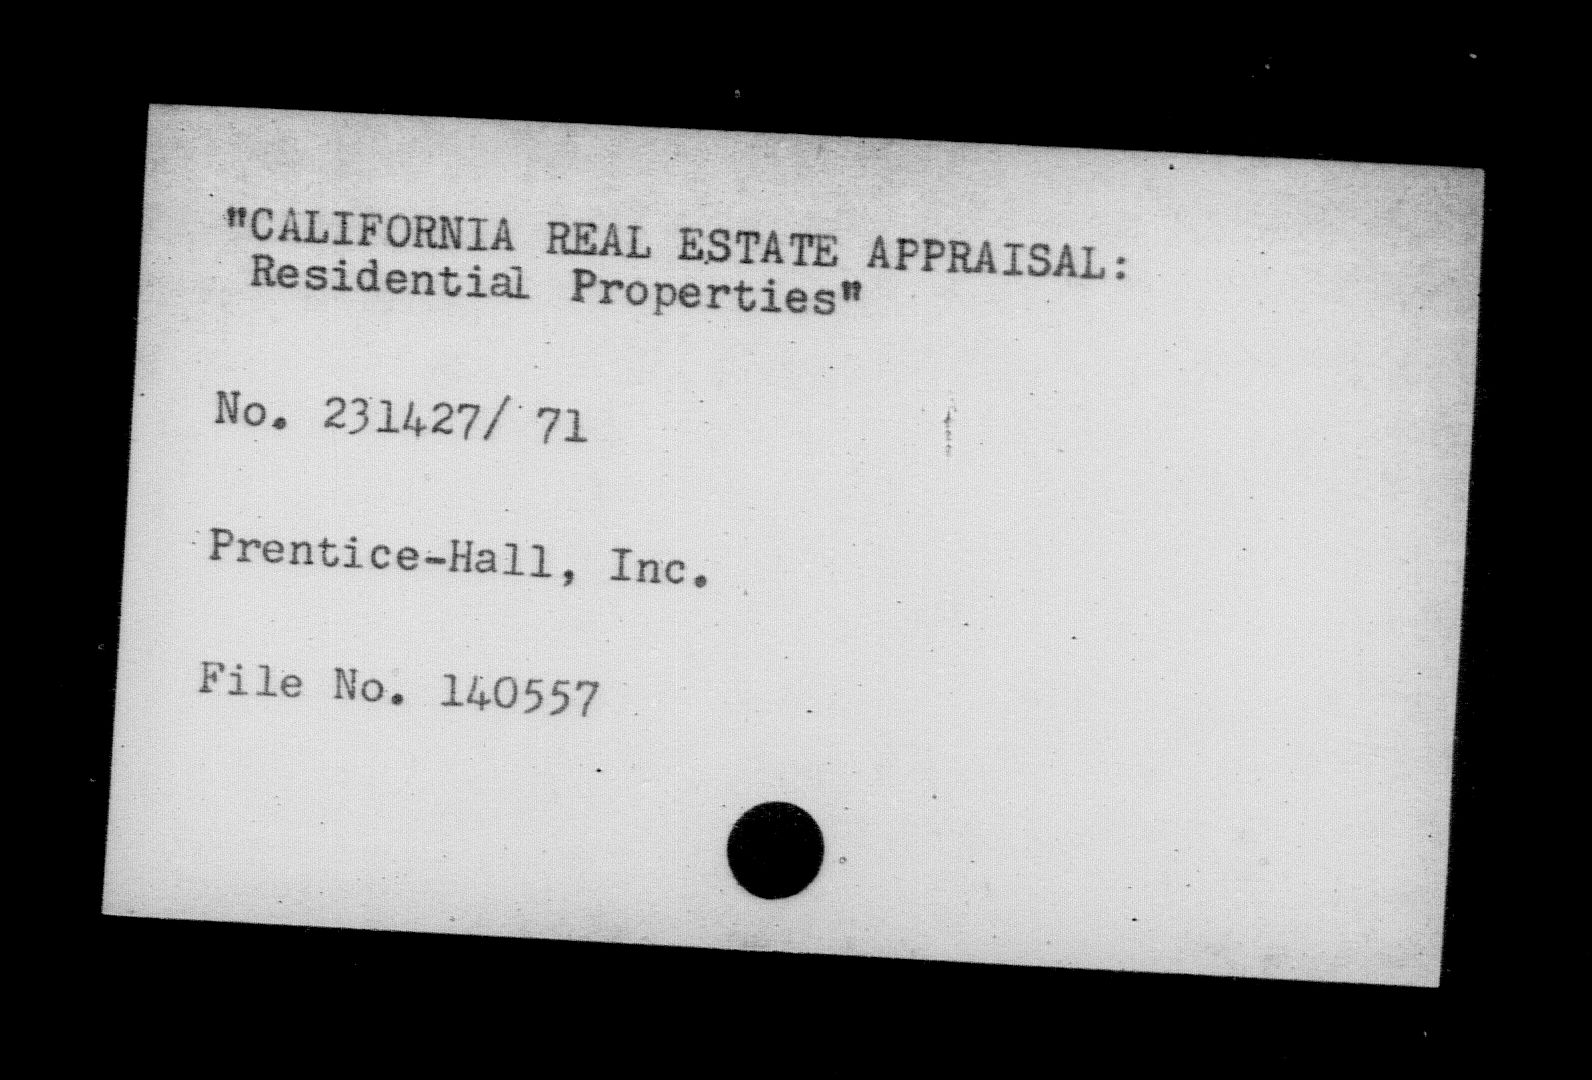 "CALIFORNIA REAL ESTATE APPRAISAL:
Residential Properties"
No. 231427/ 71
Prentice-Hall, Inc.
File No. 140557